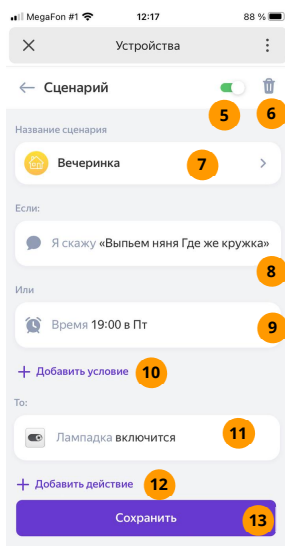 MegaFon #1 12:17 88 %
Устройства
Сценарий
5 6
Название сценария
Вечеринка 7
Если:
Я скажу «Выпьем няня Где же кружка»
8
Или
Время 19:00 в Пт 9
+ Добавить условие 10
То:
Лампадка включится 11
+ Добавить действие 12
Сохранить 13